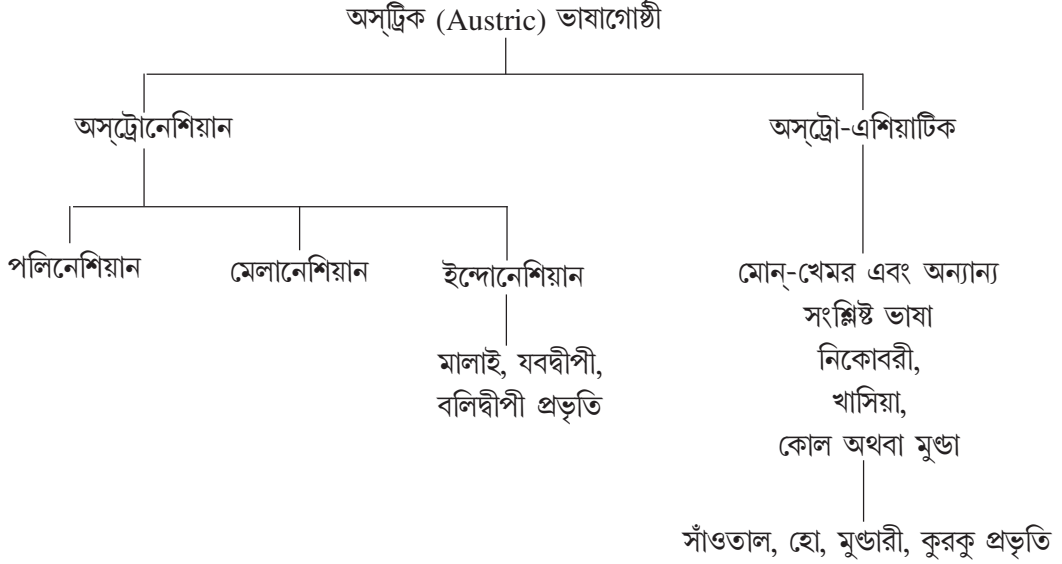 অস্‌ট্রিক (Austric) ভাষাগোষ্ঠী
অস্‌ট্রোনেশিয়ান
অস্‌ট্রো-এশিয়াটিক
পলিনেশিয়ান
মেলানেশিয়ান
ইন্দোনেশিয়ান
মালাই, যবদ্বীপী,
বলিদ্বীপী প্রভৃতি
মোন্-খেমর এবং অন্যান্য
সংশ্লিষ্ট ভাষা
নিকোবরী,
খাসিয়া,
কোল অথবা মুণ্ডা
সাঁওতাল, হো, মুণ্ডারী, কুরকু প্রভৃতি